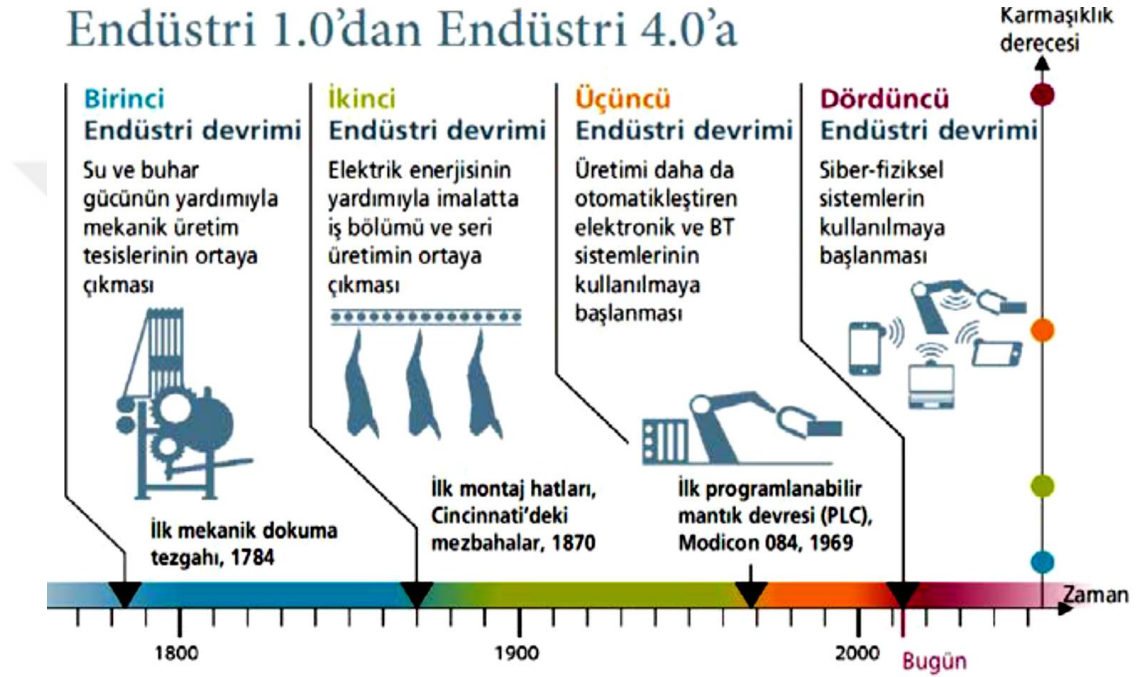 Endüstri 1.0’dan Endüstri 4.0’a
Karmaşıklık
derecesi
Birinci
Endüstri devrimi
Su ve buhar
gücünün yardımıyla
mekanik üretim
tesislerinin ortaya
çıkması
İkinci
Endüstri devrimi
Elektrik enerjisinin
yardımıyla imalatta
iş bölümü ve seri
üretimin ortaya
çıkması
Üçüncü
Endüstri devrimi
Üretimi daha da
otomatikleştiren
elektronik ve BT
sistemlerinin
kullanılmaya
başlanması
Dördüncü
Endüstri devrimi
Siber-fiziksel
sistemlerin
kullanılmaya
başlanması
İlk mekanik dokuma
tezgahı, 1784
İlk montaj hatları,
Cincinnati’deki
mezbahalar, 1870
İlk programlanabilir
mantık devresi (PLC),
Modicon 084, 1969
Zaman
1800
1900
2000
Bugün